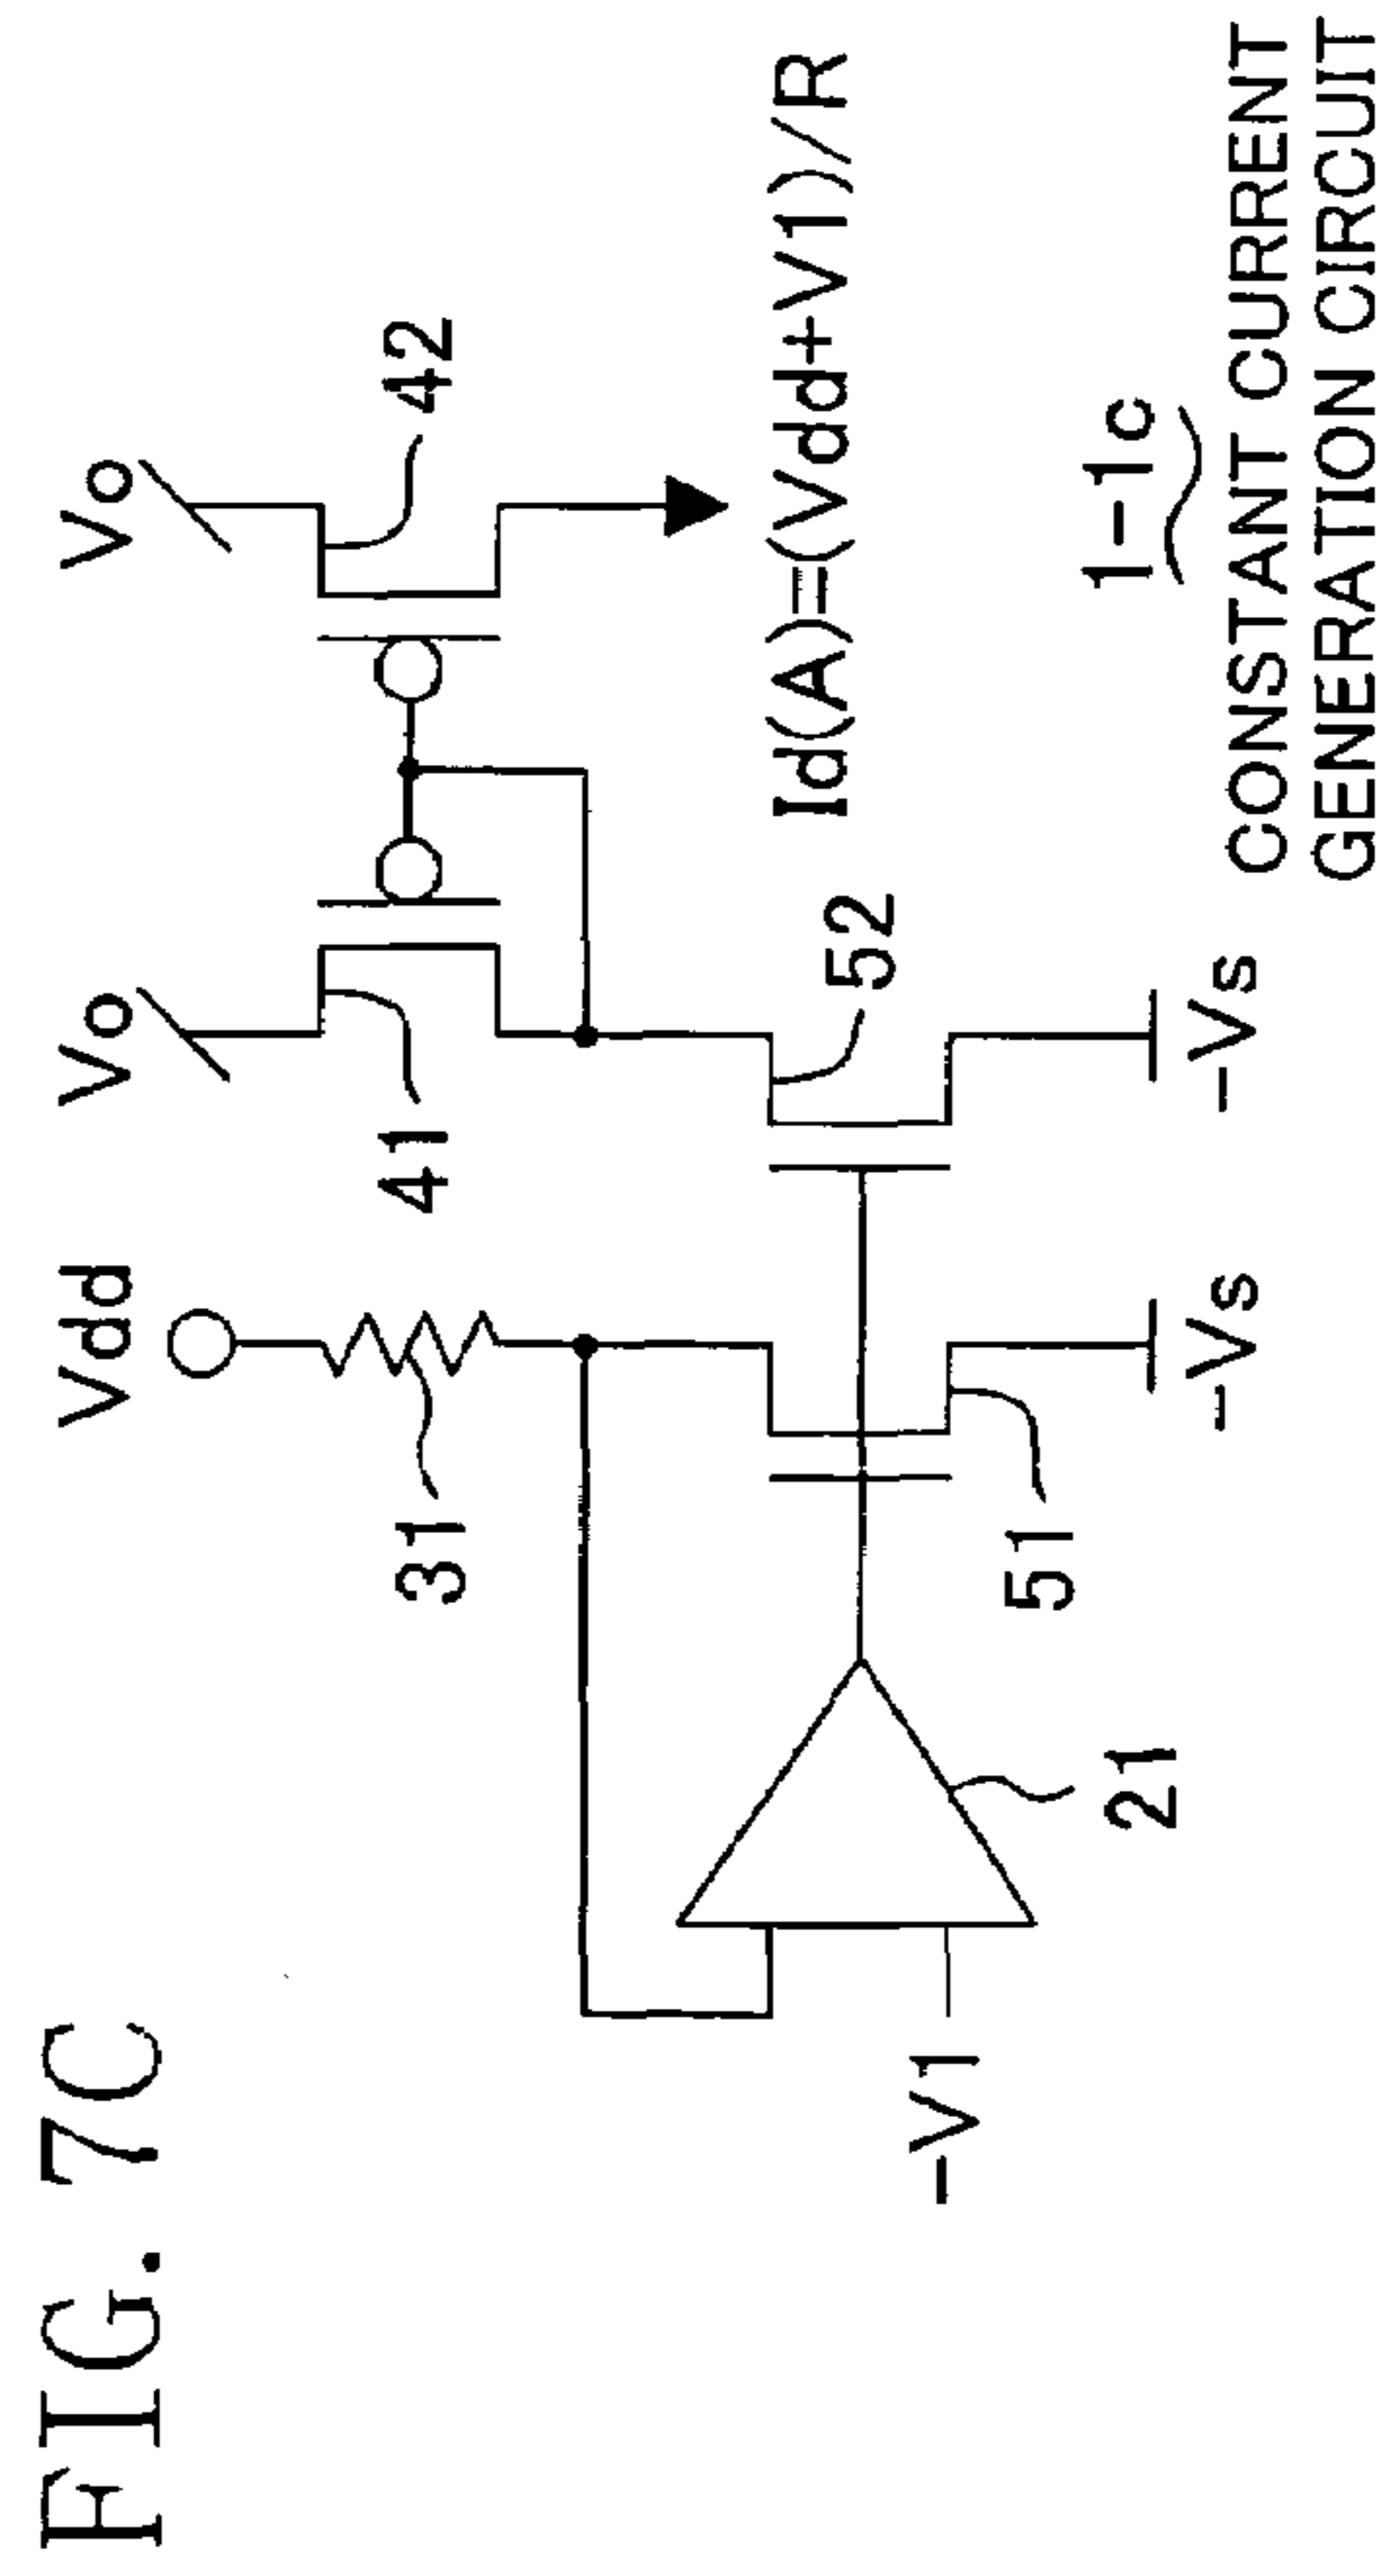 FIG. 7C
Vdd
Vo
Vo
31
41
42
-V1
21
51
52
-Vs
-Vs
Id(A)=(Vdd+V1)/R
1-1c
CONSTANT CURRENT
GENERATION CIRCUIT